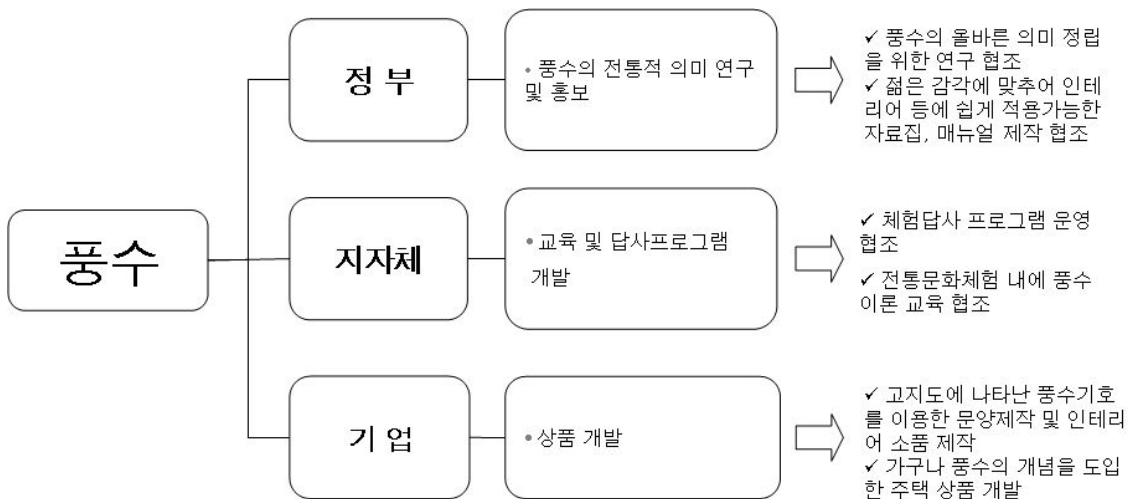 풍수
정 부
• 풍수의 전통적 의미 연구
및 홍보
✓ 풍수의 올바른 의미 정립
을 위한 연구 협조
✓ 젊은 감각에 맞추어 인테
리어 등에 쉽게 적용가능한
자료집, 매뉴얼 제작 협조
지자체
• 교육 및 답사프로그램
개발
✓ 체험답사 프로그램 운영
협조
✓ 전통문화체험 내에 풍수
이론 교육 협조
기 업
• 상품 개발
✓ 고지도에 나타난 풍수기호
를 이용한 문양제작 및 인테리
어 소품 제작
✓ 가구나 풍수의 개념을 도입
한 주택 상품 개발